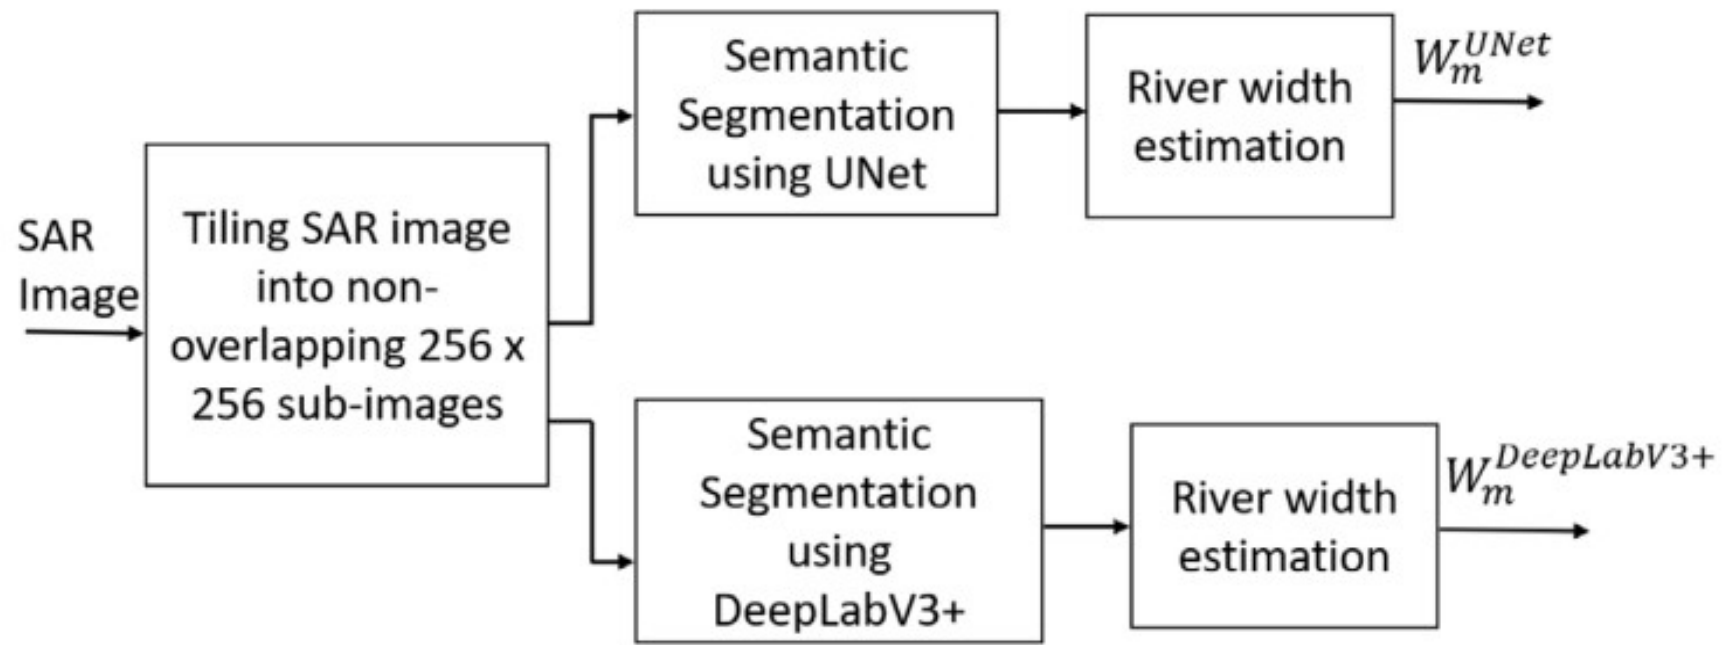 SAR
Image
Tiling SAR image
into non-
overlapping 256 x
256 sub-images
Semantic
Segmentation
using UNet
River width
estimation
W_m^{UNet}
Semantic
Segmentation
using
DeepLabV3+
River width
estimation
W_m^{DeepLabV3+}